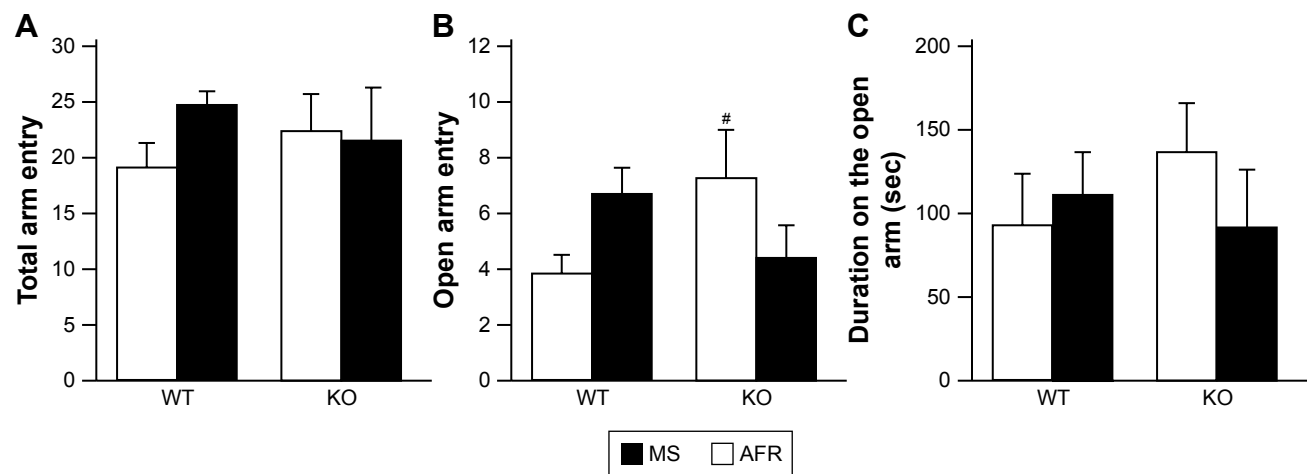 A
Total arm entry
30
25
20
15
10
5
0
WT
KO
B
Open arm entry
12
10
8
6
4
2
0
#
WT
KO
C
Duration on the open
arm (sec)
200
150
100
50
0
WT
KO
MS
AFR